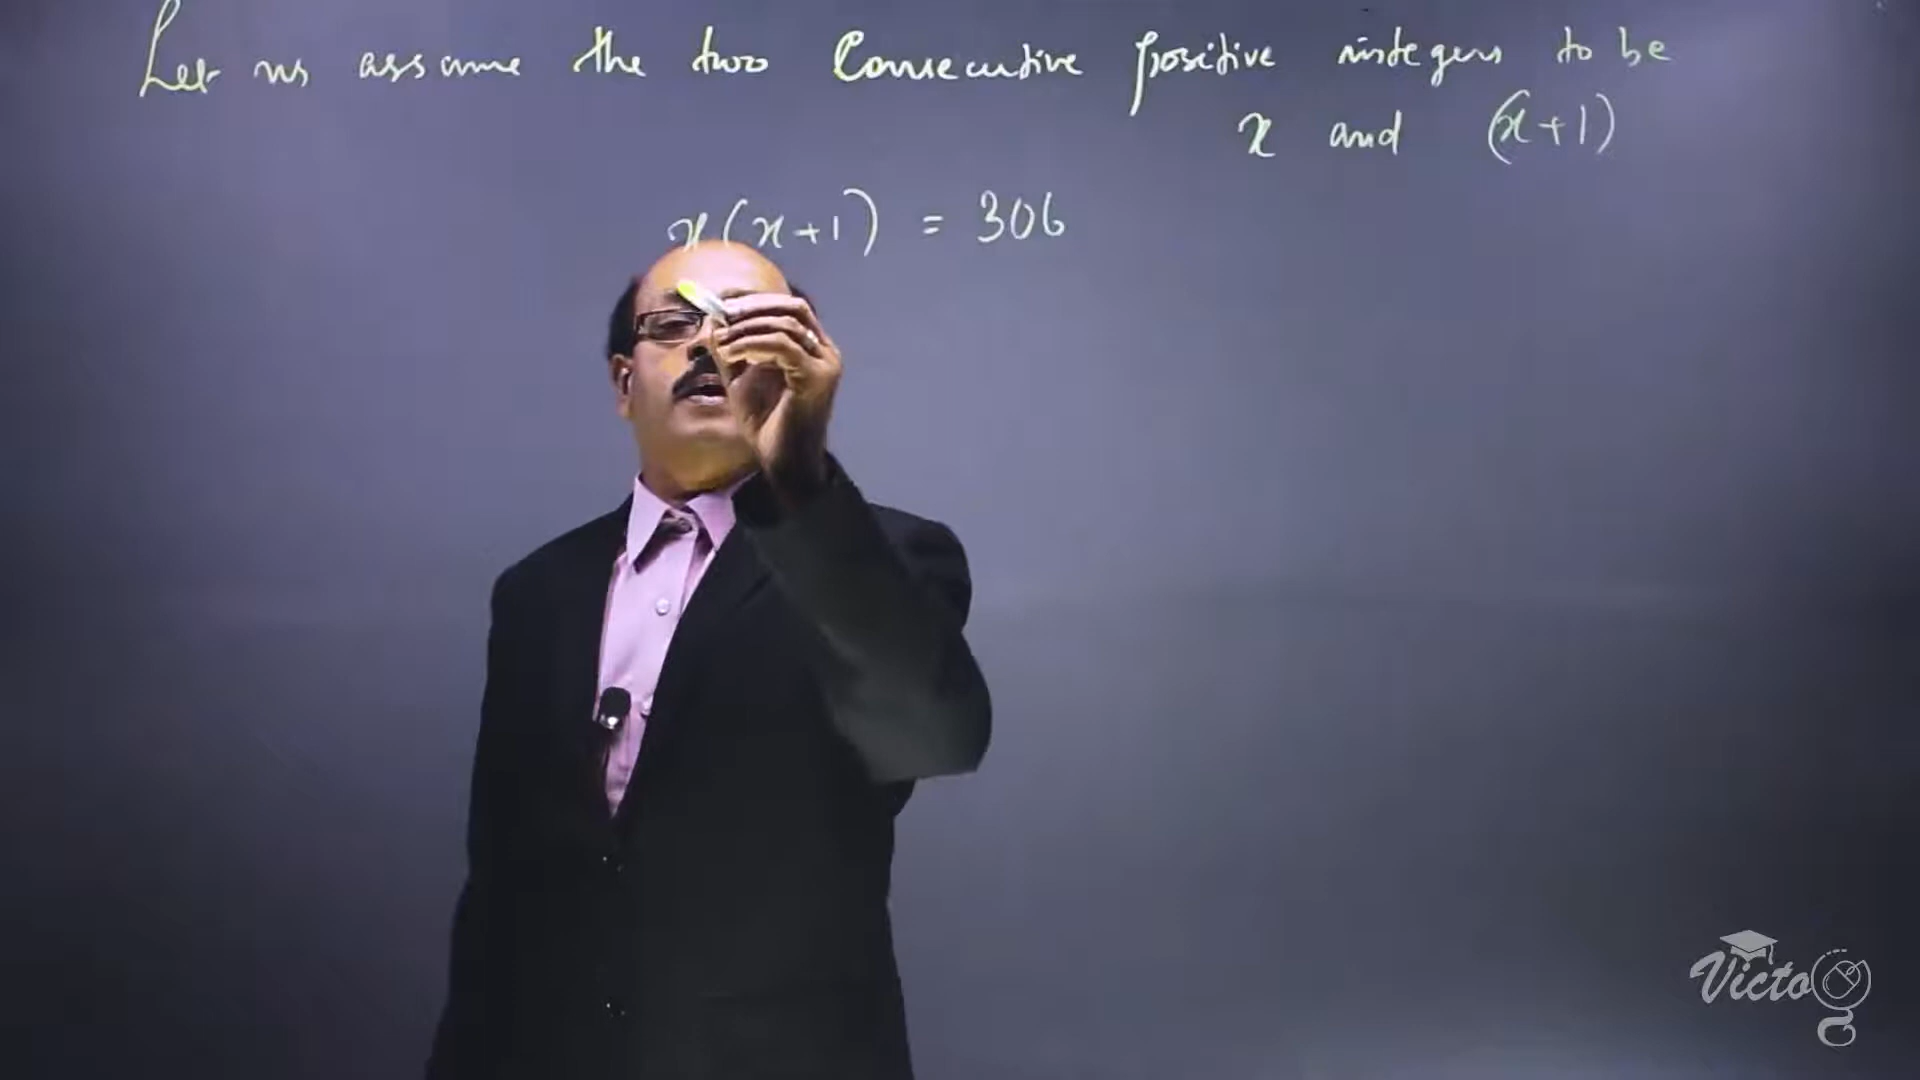 Let us assume the two Consecutive positive integers to be
x and (x+1)
x(x+1) = 306
Victo